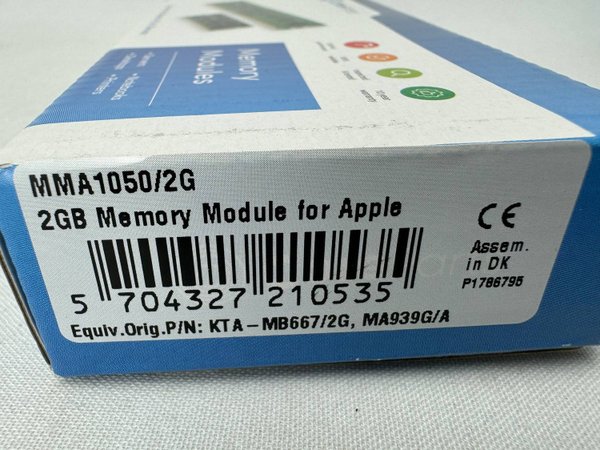 Memory
Modules
MMA1050/2G
2GB Memory Module for Apple
CE
Assem.
in DK
P1786795
5 704327 210535
Equiv.Orig.P/N: KTA-MB667/2G, MA939G/A